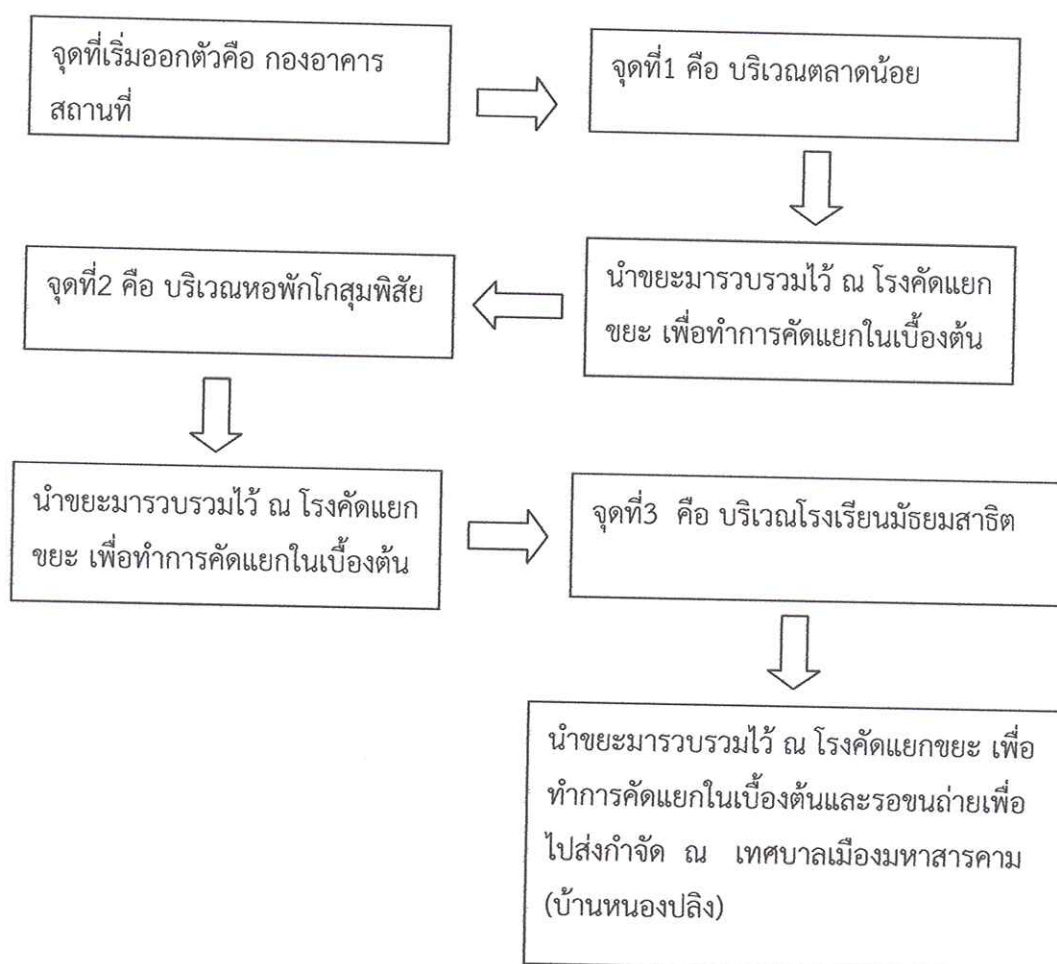 จุดที่เริ่มออกตัวคือ กองอาคาร
สถานที่
จุดที่1 คือ บริเวณตลาดน้อย
นำขยะมารวบรวมไว้ ณ โรงคัดแยก
ขยะ เพื่อทำการคัดแยกในเบื้องต้น
จุดที่2 คือ บริเวณหอพักโกสุมพิสัย
นำขยะมารวบรวมไว้ ณ โรงคัดแยก
ขยะ เพื่อทำการคัดแยกในเบื้องต้น
จุดที่3 คือ บริเวณโรงเรียนมัธยมสาธิต
นำขยะมารวบรวมไว้ ณ โรงคัดแยกขยะ เพื่อ
ทำการคัดแยกในเบื้องต้นและรอขนถ่ายเพื่อ
ไปส่งกำจัด ณ เทศบาลเมืองมหาสารคาม
(บ้านหนองปลิง)